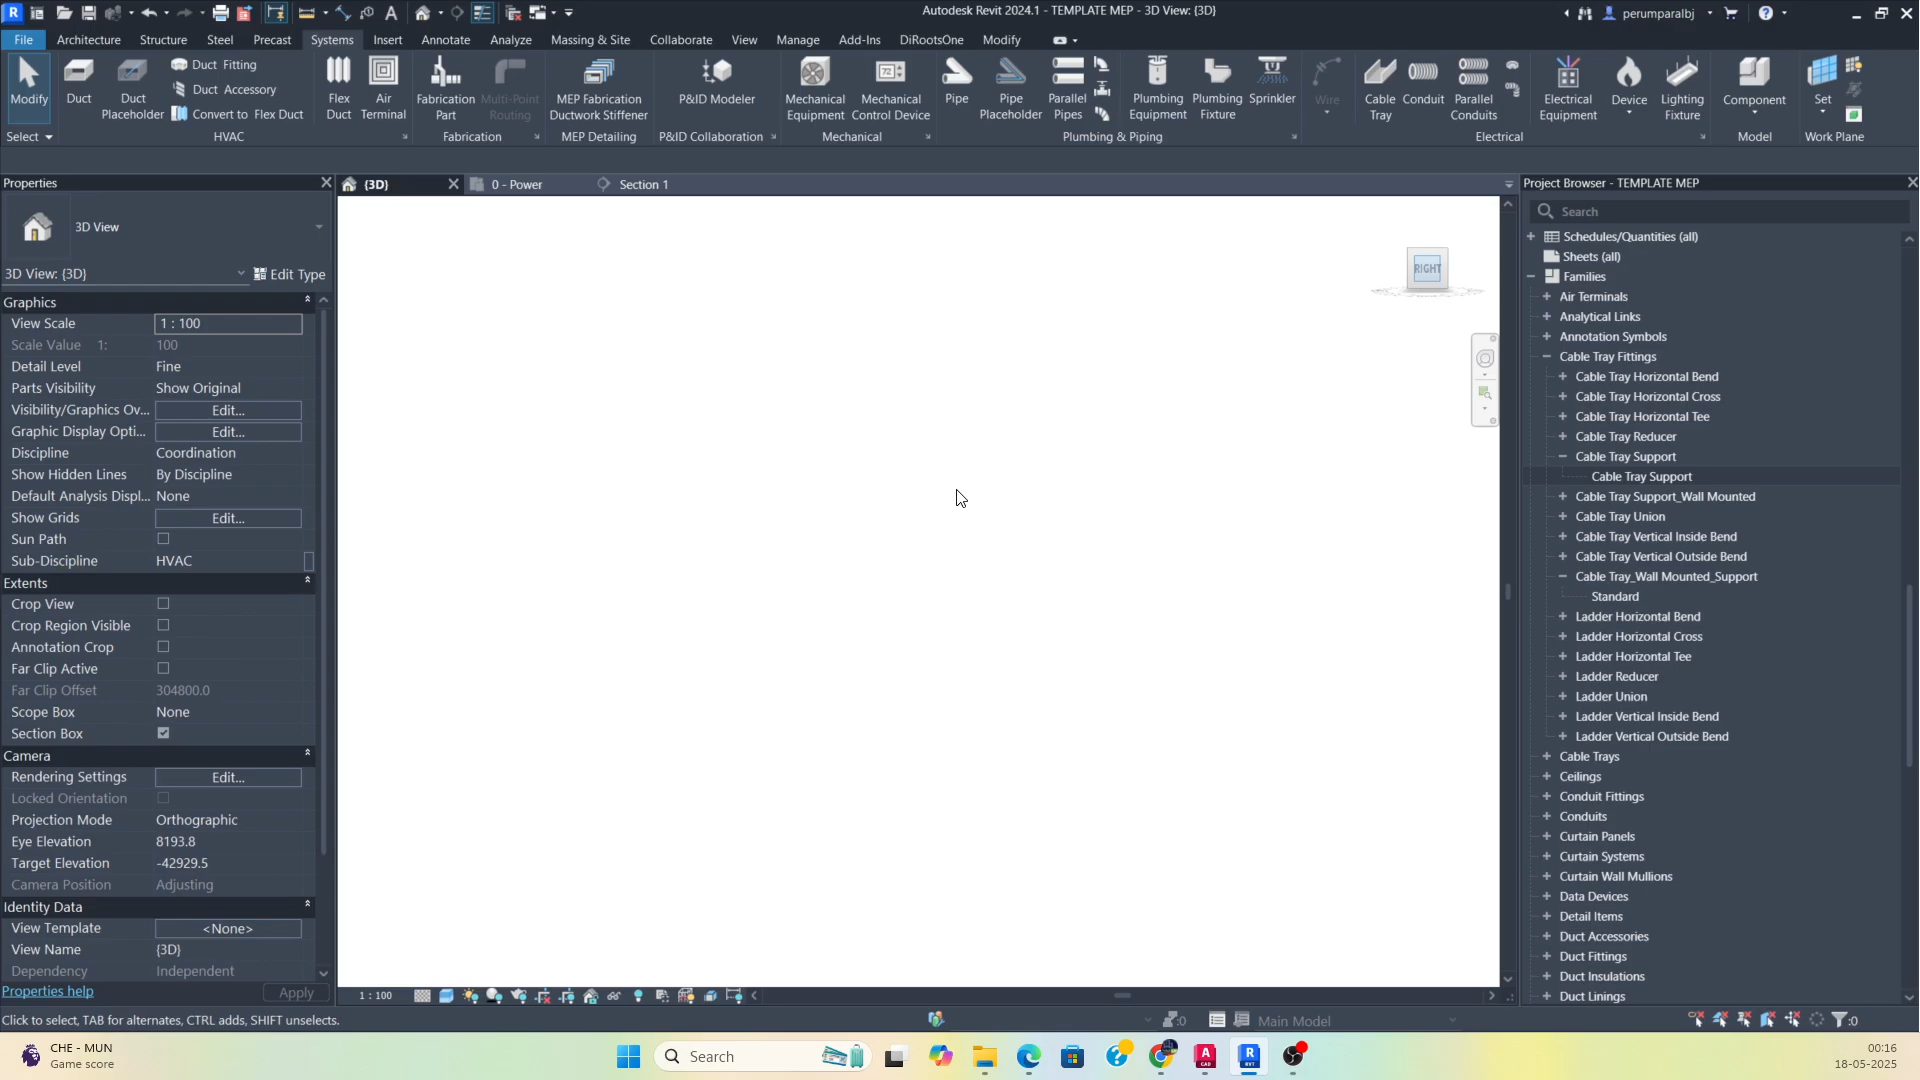 Autodesk Revit 2024.1 - TEMPLATE MEP - 3D View: {3D}
perumparalbj
File Architecture Structure Steel Precast Systems Insert Annotate Analyze Massing & Site Collaborate View Manage Add-Ins DiRootsOne Modify
Modify
Select
Duct
Duct Placeholder
Duct Fitting
Duct Accessory
Convert to Flex Duct
Flex Duct
Air Terminal
HVAC
Fabrication Part
Multi-Point Routing
Fabrication
MEP Fabrication Ductwork Stiffener
MEP Detailing
P&ID Modeler
P&ID Collaboration
Mechanical Equipment
Mechanical Control Device
Mechanical
Pipe
Pipe Placeholder
Parallel Pipes
Plumbing Equipment
Plumbing Fixture
Sprinkler
Plumbing & Piping
Wire
Cable Tray
Conduit
Parallel Conduits
Electrical Equipment
Device
Lighting Fixture
Electrical
Component
Model
Set
Work Plane
Properties
3D View
3D View: {3D}
Edit Type
Graphics
View Scale 1 : 100
Scale Value 1: 100
Detail Level Fine
Parts Visibility Show Original
Visibility/Graphics Ov... Edit...
Graphic Display Opti... Edit...
Discipline Coordination
Show Hidden Lines By Discipline
Default Analysis Displ... None
Show Grids Edit...
Sun Path
Sub-Discipline HVAC
Extents
Crop View
Crop Region Visible
Annotation Crop
Far Clip Active
Far Clip Offset 304800.0
Scope Box None
Section Box
Camera
Rendering Settings Edit...
Locked Orientation
Projection Mode Orthographic
Eye Elevation 8193.8
Target Elevation -42929.5
Camera Position Adjusting
Identity Data
View Template <None>
View Name {3D}
Dependency Independent
Properties help Apply
{3D}
0 - Power
Section 1
RIGHT
1 : 100
Project Browser - TEMPLATE MEP
Search
Schedules/Quantities (all)
Sheets (all)
Families
Air Terminals
Analytical Links
Annotation Symbols
Cable Tray Fittings
Cable Tray Horizontal Bend
Cable Tray Horizontal Cross
Cable Tray Horizontal Tee
Cable Tray Reducer
Cable Tray Support
Cable Tray Support
Cable Tray Support_Wall Mounted
Cable Tray Union
Cable Tray Vertical Inside Bend
Cable Tray Vertical Outside Bend
Cable Tray_Wall Mounted_Support
Standard
Ladder Horizontal Bend
Ladder Horizontal Cross
Ladder Horizontal Tee
Ladder Reducer
Ladder Union
Ladder Vertical Inside Bend
Ladder Vertical Outside Bend
Cable Trays
Ceilings
Conduit Fittings
Conduits
Curtain Panels
Curtain Systems
Curtain Wall Mullions
Data Devices
Detail Items
Duct Accessories
Duct Fittings
Duct Insulations
Duct Linings
Click to select, TAB for alternates, CTRL adds, SHIFT unselects.
:0
Main Model
:0
CHE - MUN
Game score
Search
00:16
18-05-2025